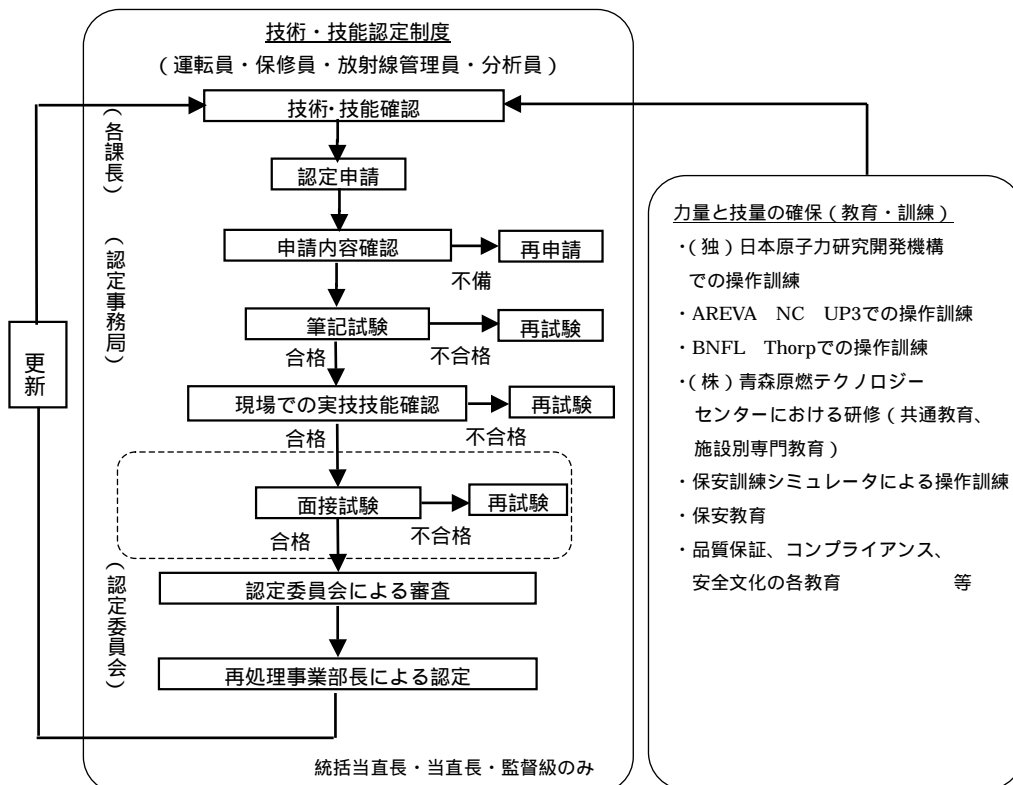 技術・技能認定制度
（運転員・保修員・放射線管理員・分析員）
技術・技能確認
（各課長）
認定申請
申請内容確認
再申請
不備
（認定事務局）
筆記試験
再試験
合格
不合格
更新
現場での実技技能確認
再試験
合格
不合格
面接試験
再試験
合格
不合格
（認定委員会）
認定委員会による審査
再処理事業部長による認定
統括当直長・当直長・監督級のみ
力量と技量の確保（教育・訓練）
・（独）日本原子力研究開発機構
での操作訓練
・AREVA NC UP3での操作訓練
・BNFL Thorpでの操作訓練
・（株）青森原燃テクノロジー
センターにおける研修（共通教育、
施設別専門教育）
・保安訓練シミュレータによる操作訓練
・保安教育
・品質保証、コンプライアンス、
安全文化の各教育 等